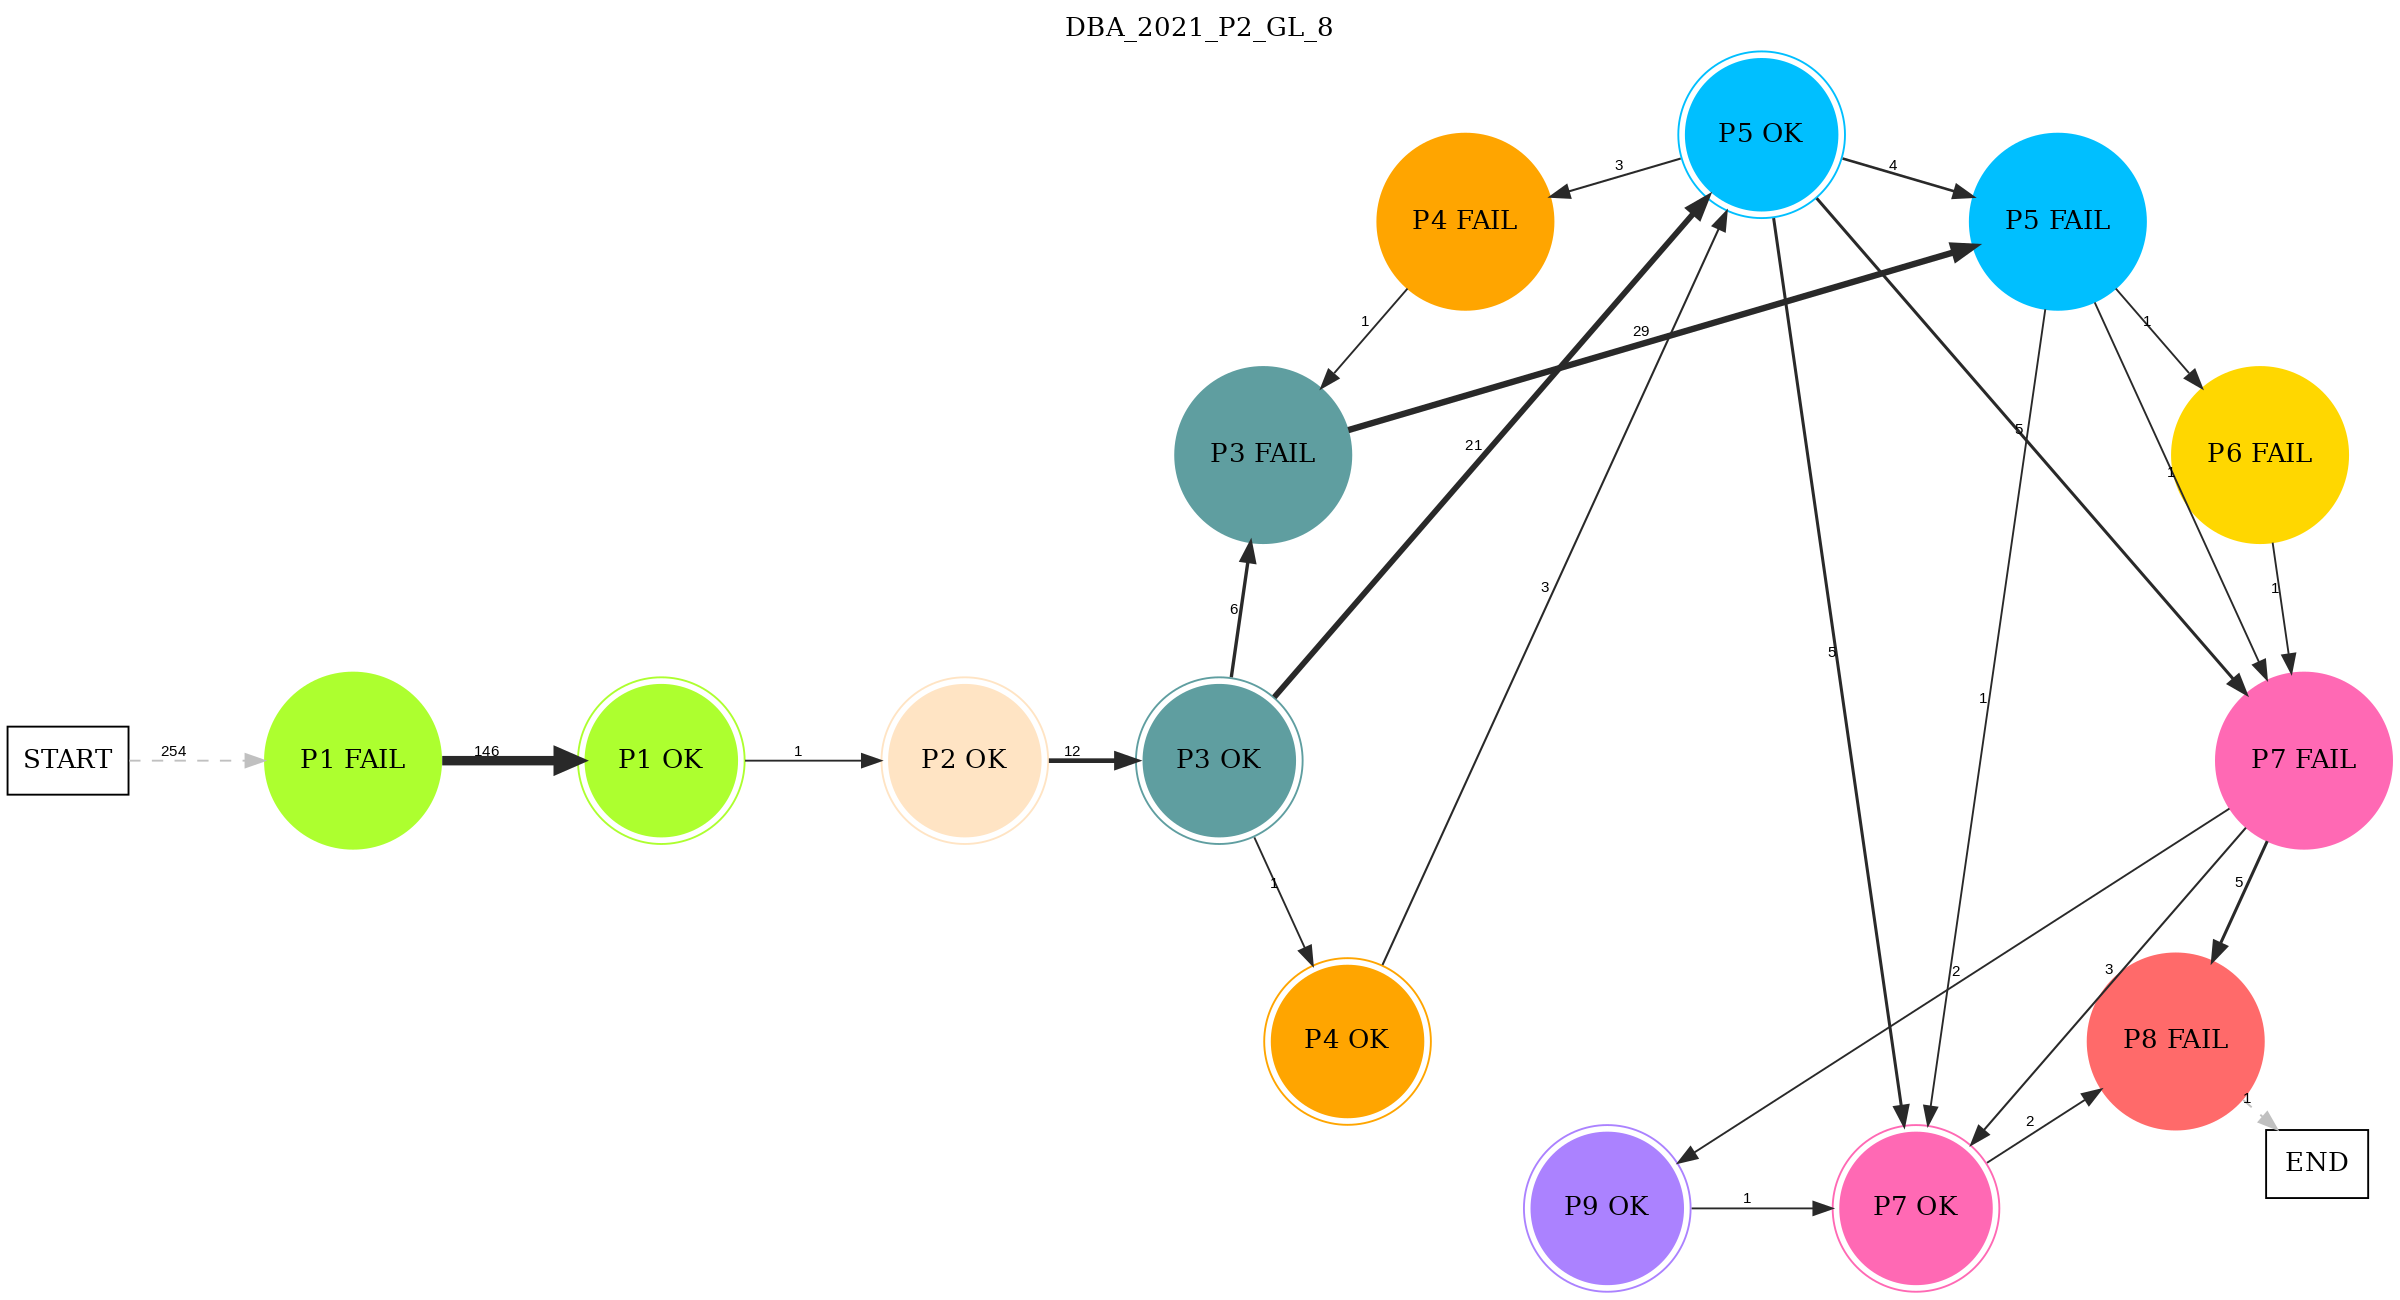 DBA_2021_P2_GL_8
P5 OK
3
4
P4 FAIL
P5 FAIL
1
29
1
21
5
P3 FAIL
1
P6 FAIL
3
6
1
5
1
START
254
P1 FAIL
146
P1 OK
1
P2 OK
12
P3 OK
P7 FAIL
1
5
2
3
P4 OK
P8 FAIL
1
2
END
P9 OK
1
P7 OK